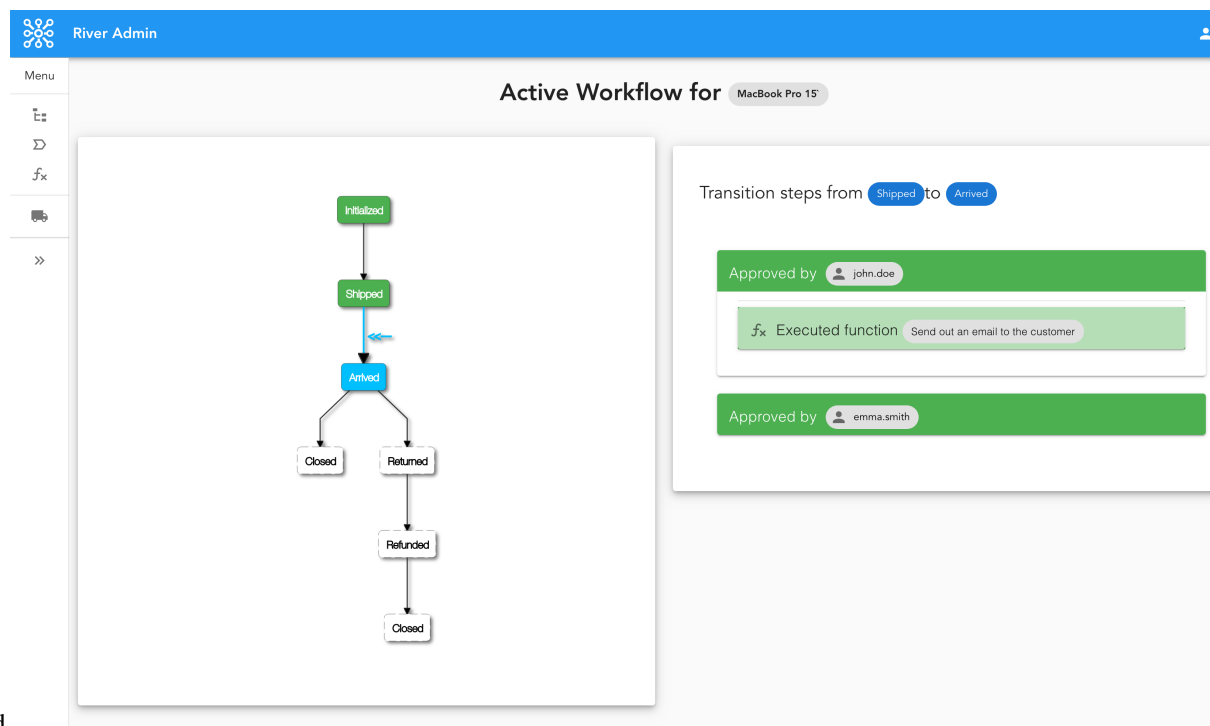 River Admin
Menu
Active Workflow for MacBook Pro 15"
Initialized
Shipped
Arrived
Closed Returned
Refunded
Closed
Transition steps from Shipped to Arrived
Approved by john.doe
fx Executed function Send out an email to the customer
Approved by emma.smith